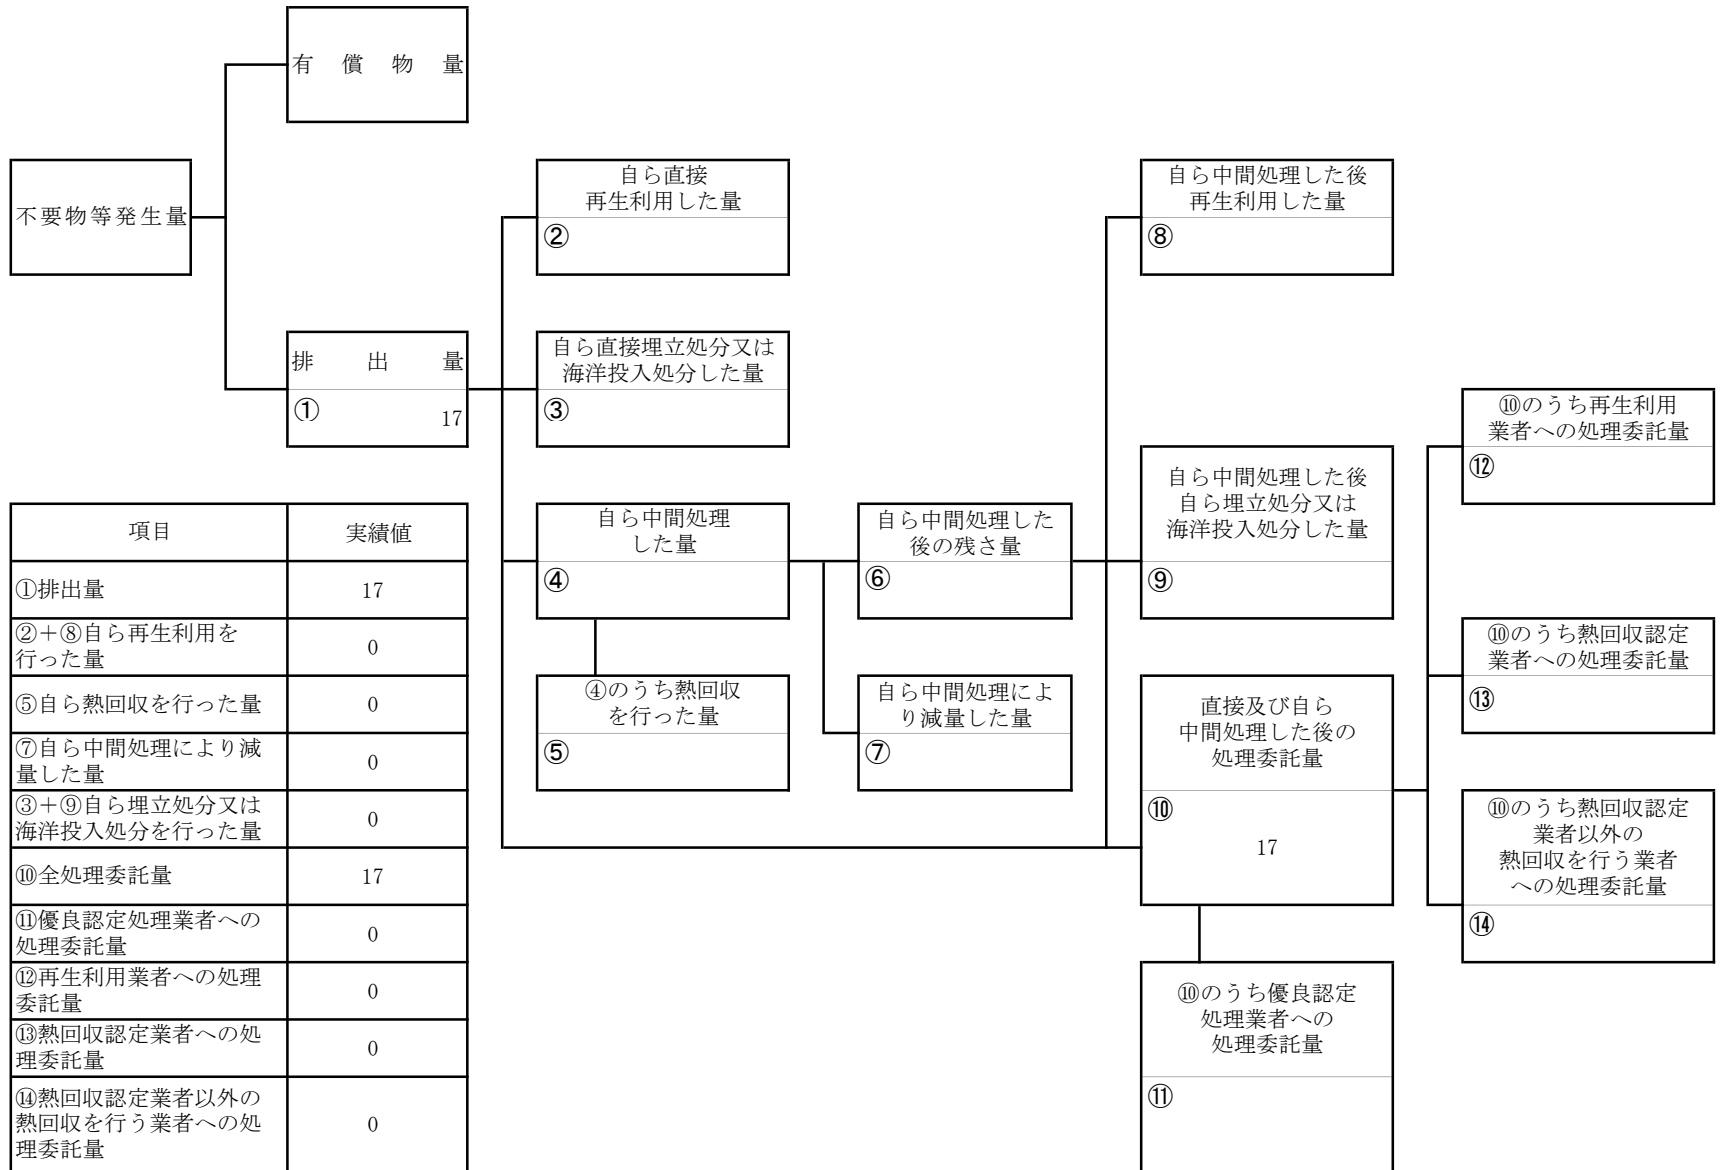 有償物量
不要物等発生量
排出量
①
17
自ら直接
再生利用した量
②
自ら直接埋立処分又は
海洋投入処分した量
③
自ら中間処理
した量
④
④のうち熱回収
を行った量
⑤
自ら中間処理した
後の残さ量
⑥
自ら中間処理によ
り減量した量
⑦
自ら中間処理した後
再生利用した量
⑧
自ら中間処理した後
自ら埋立処分又は
海洋投入処分した量
⑨
直接及び自ら
中間処理した後の
処理委託量
⑩
17
⑩のうち優良認定
処理業者への
処理委託量
⑪
⑩のうち再生利用
業者への処理委託量
⑫
⑩のうち熱回収認定
業者への処理委託量
⑬
⑩のうち熱回収認定
業者以外の
熱回収を行う業者
への処理委託量
⑭
項目 実績値
①排出量 17
②+⑧自ら再生利用を
行った量 0
⑤自ら熱回収を行った量 0
⑦自ら中間処理により減
量した量 0
③+⑨自ら埋立処分又は
海洋投入処分を行った量 0
⑩全処理委託量 17
⑪優良認定処理業者への
処理委託量 0
⑫再生利用業者への処理
委託量 0
⑬熱回収認定業者への処
理委託量 0
⑭熱回収認定業者以外の
熱回収を行う業者への処
理委託量 0